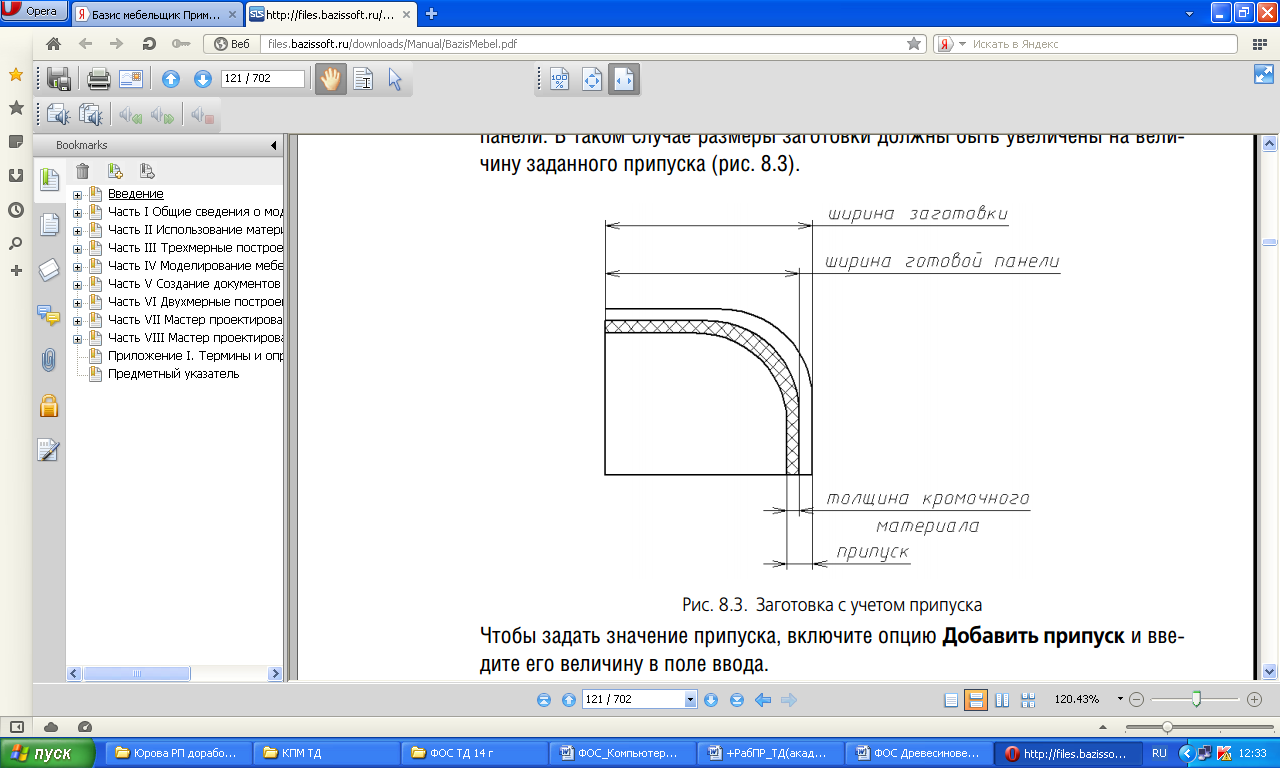 Opera
Базис мебельщик Прим...
http://files.bazissoft.ru/...
Веб
files.bazissoft.ru/downloads/Manual/BazisMebel.pdf
Искать в Яндекс
121 / 702
Bookmarks
Введение
Часть I Общие сведения о мод
Часть II Использование матери
Часть III Трехмерные построе
Часть IV Моделирование мебе
Часть V Создание документов
Часть VI Двухмерные построен
Часть VII Мастер проектирова
Часть VIII Мастер проектирова
Приложение I. Термины и опр
Предметный указатель
панели. В таком случае размеры заготовки должны быть увеличены на вели-
чину заданного припуска (рис. 8.3).
ширина заготовки
ширина готовой панели
толщина кромочного
материала
припуск
Рис. 8.3. Заготовка с учетом припуска
Чтобы задать значение припуска, включите опцию Добавить припуск и вве-
дите его величину в поле ввода.
121 / 702
120.43%
пуск
Юрова РП дорабо...
КПМ ТД
ФОС ТД 14 г
ФОС_Компьютер...
+РабПР_ТД(акад...
ФОС Древесинове...
http://files.bazisso...
RU
12:33